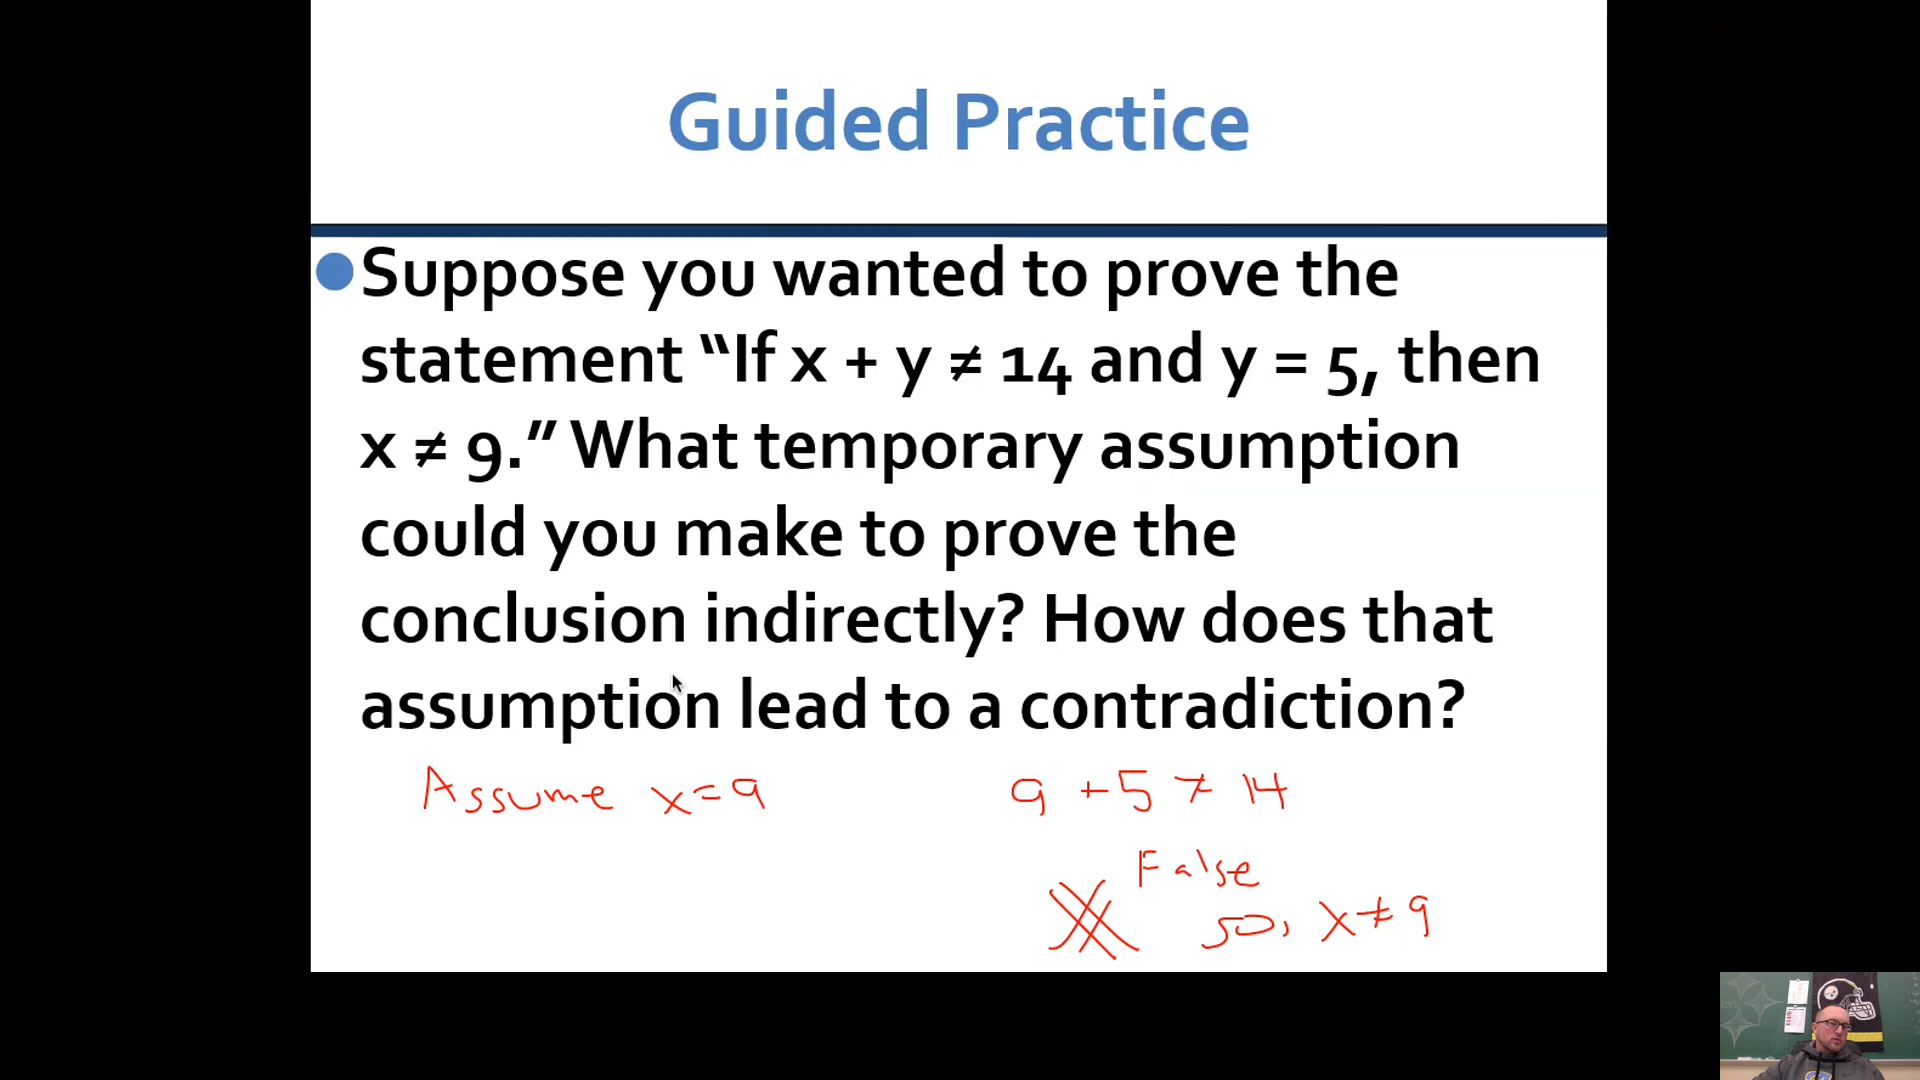 Guided Practice
Suppose you wanted to prove the
statement “If x + y ≠ 14 and y = 5, then
x ≠ 9.” What temporary assumption
could you make to prove the
conclusion indirectly? How does that
assumption lead to a contradiction?
Assume x=9
9 +5 ≠ 14
False
so, x≠9